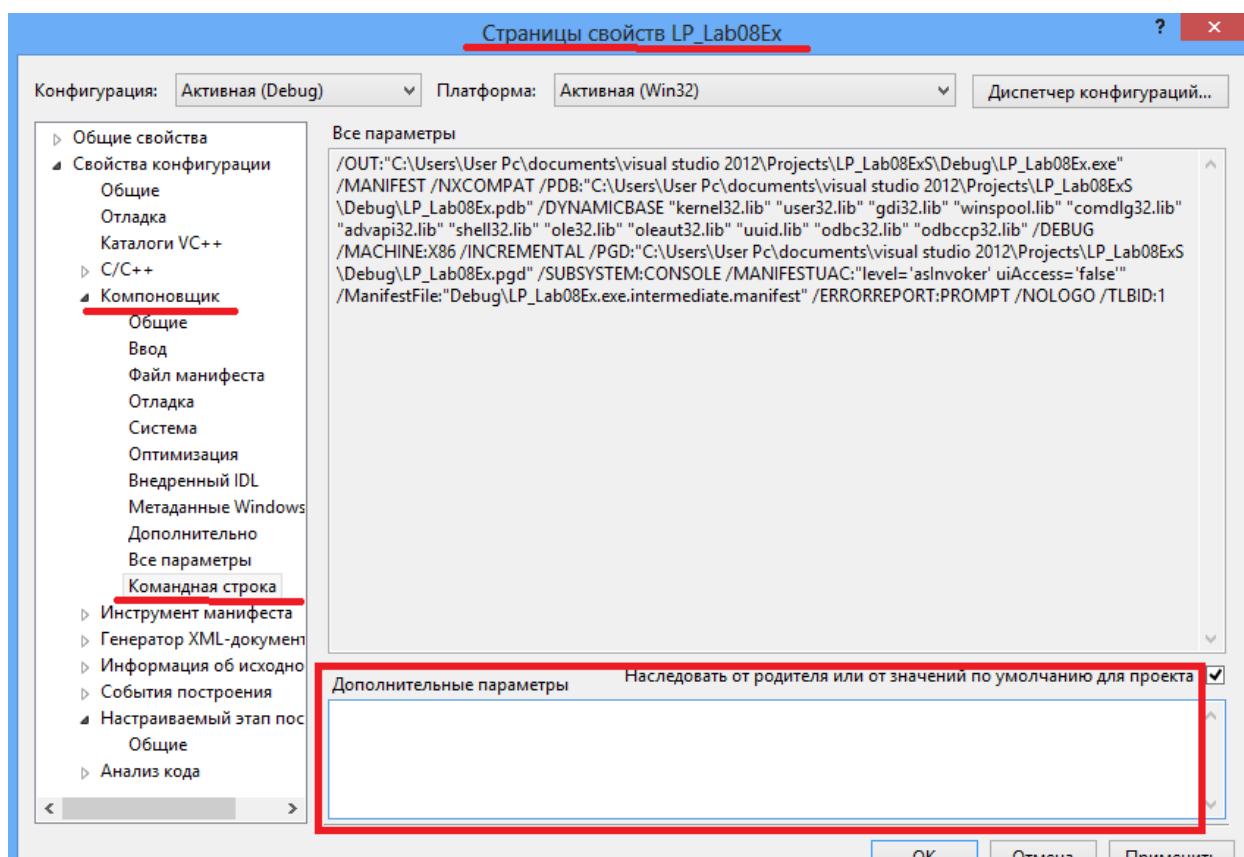 Страницы свойств LP_Lab08Ex
?
Конфигурация: Активная (Debug) Платформа: Активная (Win32) Диспетчер конфигураций...
Общие свойства
Свойства конфигурации
Общие
Отладка
Каталоги VC++
C/C++
Компоновщик
Общие
Ввод
Файл манифеста
Отладка
Система
Оптимизация
Внедренный IDL
Метаданные Windows
Дополнительно
Все параметры
Командная строка
Инструмент манифеста
Генератор XML-документ
Информация об исходно
События построения
Настраиваемый этап пос
Общие
Анализ кода
Все параметры
/OUT:"C:\Users\User Pc\documents\visual studio 2012\Projects\LP_Lab08ExS\Debug\LP_Lab08Ex.exe"
/MANIFEST /NXCOMPAT /PDB:"C:\Users\User Pc\documents\visual studio 2012\Projects\LP_Lab08ExS
\Debug\LP_Lab08Ex.pdb" /DYNAMICBASE "kernel32.lib" "user32.lib" "gdi32.lib" "winspool.lib" "comdlg32.lib"
"advapi32.lib" "shell32.lib" "ole32.lib" "oleaut32.lib" "uuid.lib" "odbc32.lib" "odbccp32.lib" /DEBUG
/MACHINE:X86 /INCREMENTAL /PGD:"C:\Users\User Pc\documents\visual studio 2012\Projects\LP_Lab08ExS
\Debug\LP_Lab08Ex.pgd" /SUBSYSTEM:CONSOLE /MANIFESTUAC:"level='asInvoker' uiAccess='false'"
/ManifestFile:"Debug\LP_Lab08Ex.exe.intermediate.manifest" /ERRORREPORT:PROMPT /NOLOGO /TLBID:1
Дополнительные параметры Наследовать от родителя или от значений по умолчанию для проекта
ОК Отмена Применить